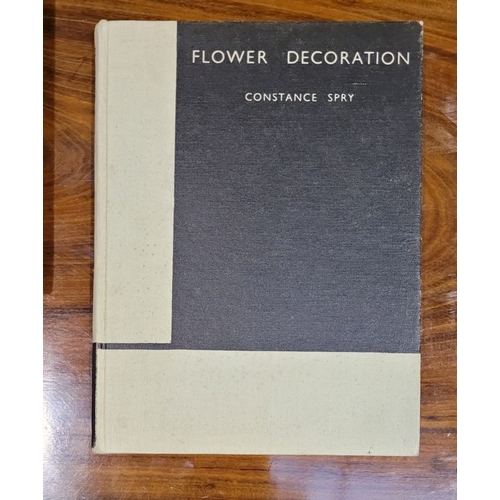 FLOWER DECORATION
CONSTANCE SPRY